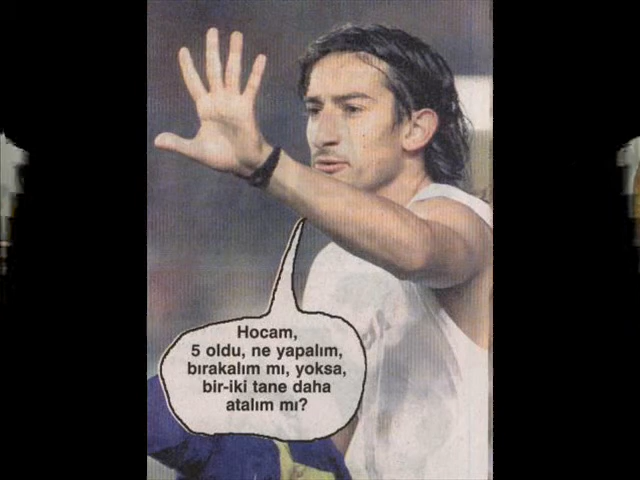 Hocam,
5 oldu, ne yapalım,
bırakalım mı, yoksa,
bir-iki tane daha
atalım mı?